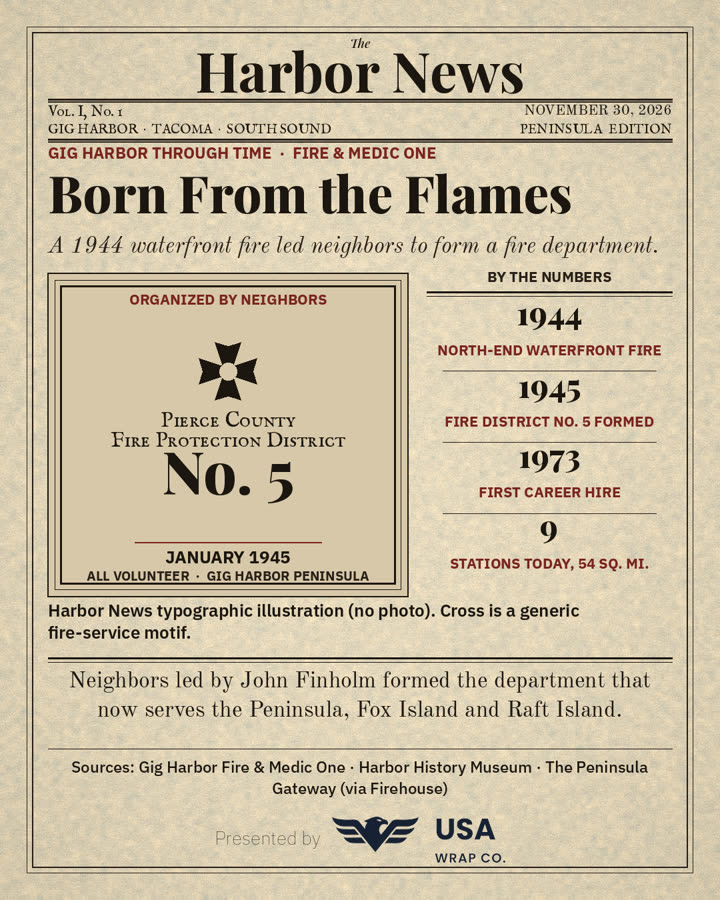 The
Harbor News
Vol. I, No. 1
NOVEMBER 30, 2026
GIG HARBOR · TACOMA · SOUTH SOUND
PENINSULA EDITION
GIG HARBOR THROUGH TIME · FIRE & MEDIC ONE
Born From the Flames
A 1944 waterfront fire led neighbors to form a fire department.
ORGANIZED BY NEIGHBORS
Pierce County
Fire Protection District
No. 5
JANUARY 1945
ALL VOLUNTEER · GIG HARBOR PENINSULA
BY THE NUMBERS
1944
NORTH-END WATERFRONT FIRE
1945
FIRE DISTRICT NO. 5 FORMED
1973
FIRST CAREER HIRE
9
STATIONS TODAY, 54 SQ. MI.
Harbor News typographic illustration (no photo). Cross is a generic
fire-service motif.
Neighbors led by John Finholm formed the department that
now serves the Peninsula, Fox Island and Raft Island.
Sources: Gig Harbor Fire & Medic One · Harbor History Museum · The Peninsula
Gateway (via Firehouse)
Presented by
USA
WRAP CO.